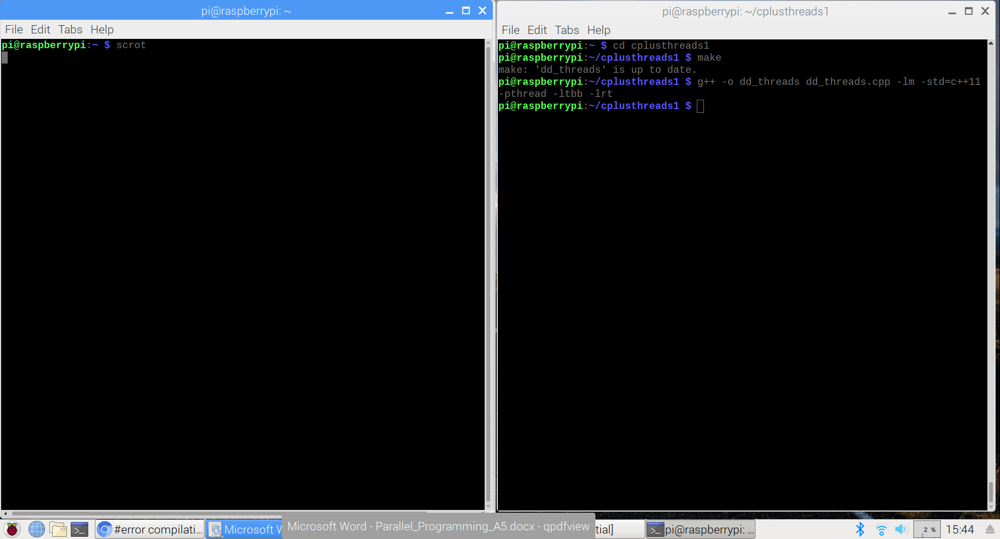 pi@raspberrypi: ~
File Edit Tabs Help
pi@raspberrypi:~ $ scrot
pi@raspberrypi: ~/cplusthreads1
File Edit Tabs Help
pi@raspberrypi:~ $ cd cplusthreads1
pi@raspberrypi:~/cplusthreads1 $ make
make: 'dd_threads' is up to date.
pi@raspberrypi:~/cplusthreads1 $ g++ -o dd_threads dd_threads.cpp -lm -std=c++11
-pthread -ltbb -lrt
pi@raspberrypi:~/cplusthreads1 $
#error compilati...
Microsoft W
Microsoft Word - Parallel_Programming_A5.docx - qpdfview
tial]
pi@raspberrypi: ...
2 %
15:44